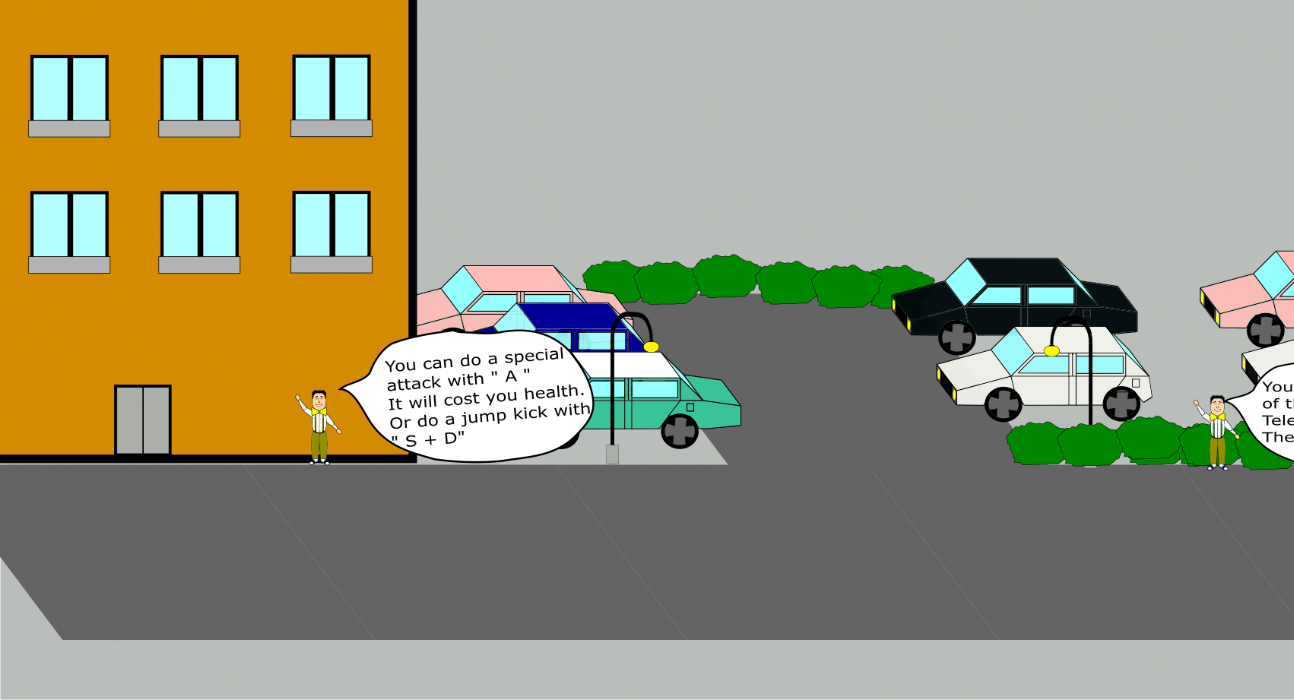 You can do a special
attack with " A "
It will cost you health.
Or do a jump kick with
" S + D"
You
of th
Tele
The